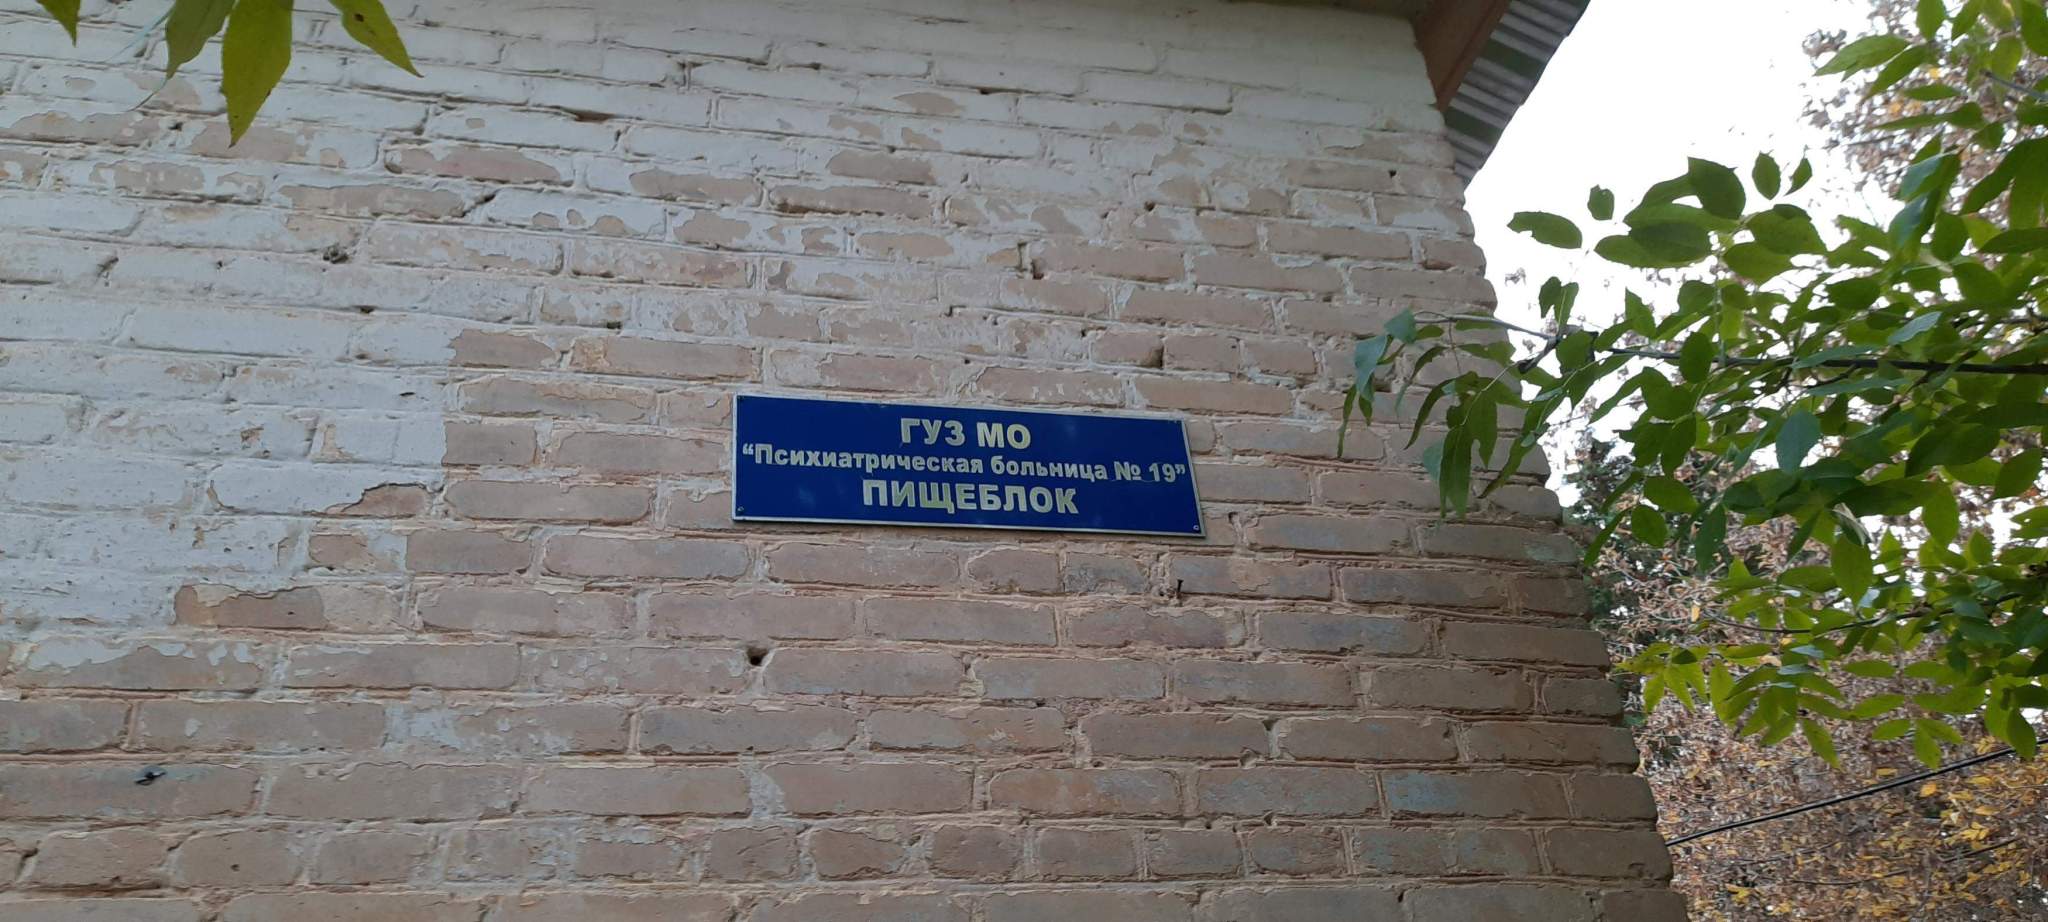 ГУЗ МО
“Психиатрическая больница № 19”
ПИЩЕБЛОК